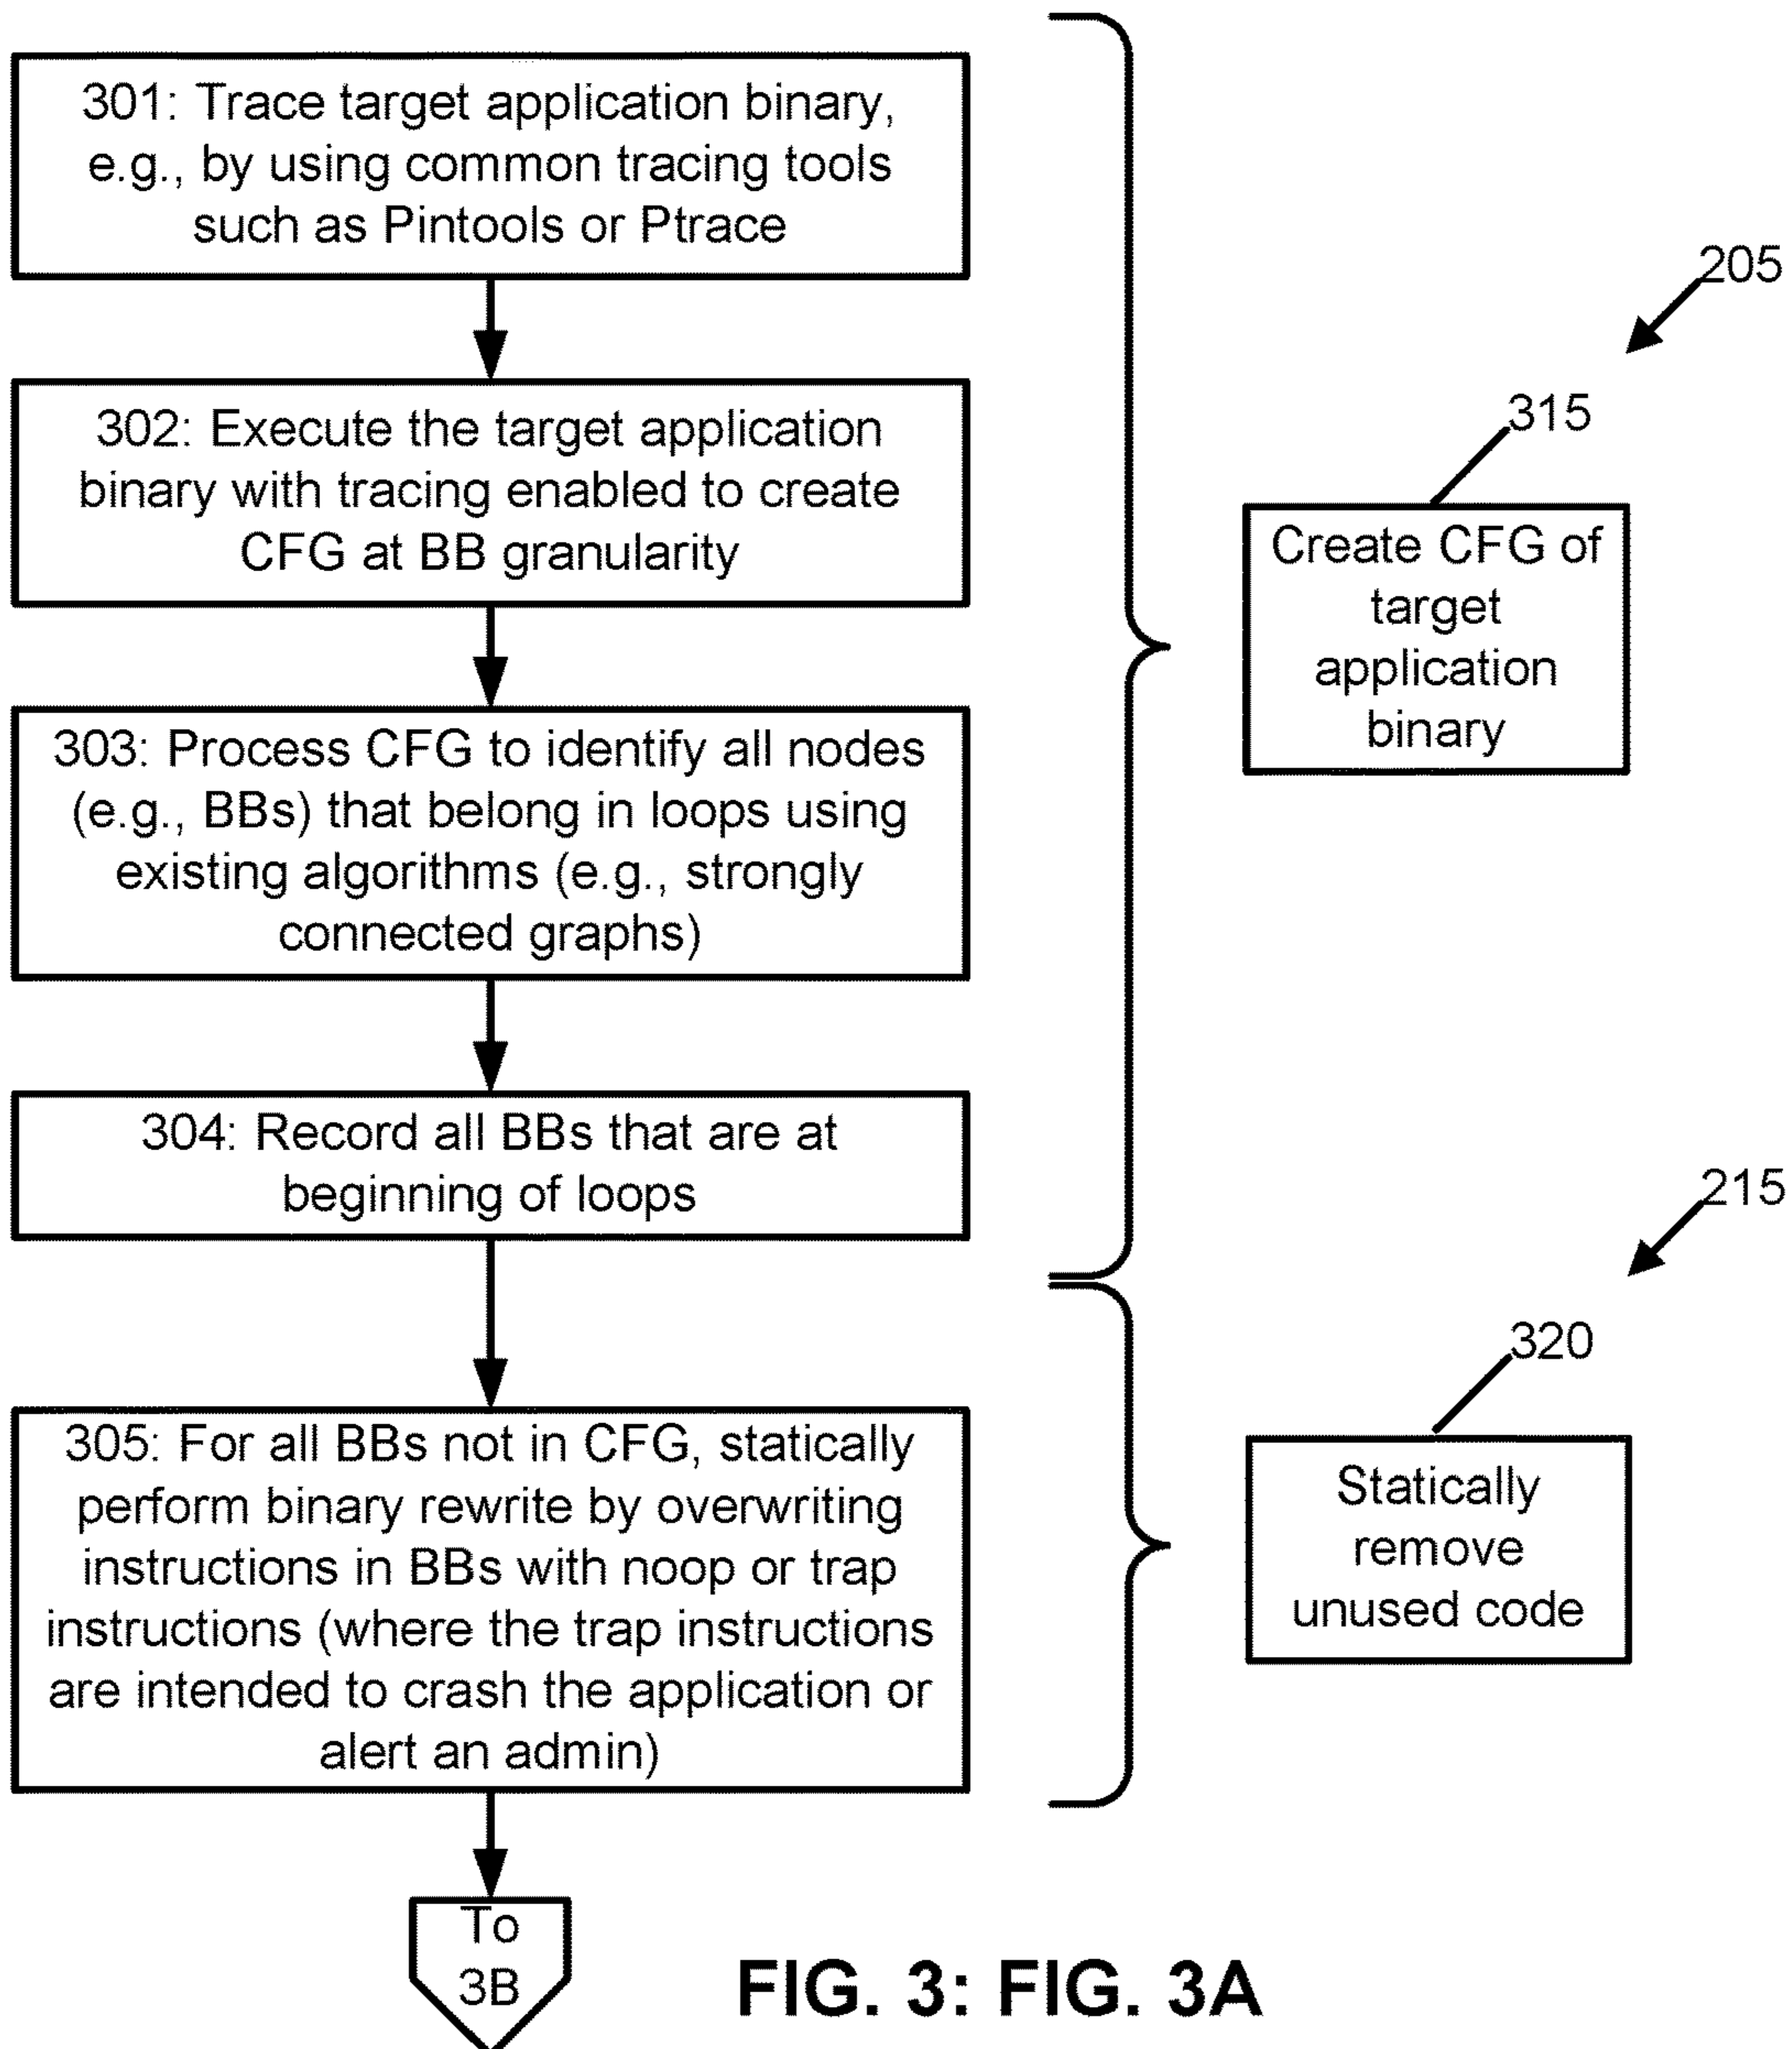 301: Trace target application binary,
e.g., by using common tracing tools
such as Pintools or Ptrace
302: Execute the target application
binary with tracing enabled to create
CFG at BB granularity
303: Process CFG to identify all nodes
(e.g., BBs) that belong in loops using
existing algorithms (e.g., strongly
connected graphs)
304: Record all BBs that are at
beginning of loops
305: For all BBs not in CFG, statically
perform binary rewrite by overwriting
instructions in BBs with noop or trap
instructions (where the trap instructions
are intended to crash the application or
alert an admin)
To
3B
205
315
Create CFG of
target
application
binary
215
320
Statically
remove
unused code
FIG. 3: FIG. 3A